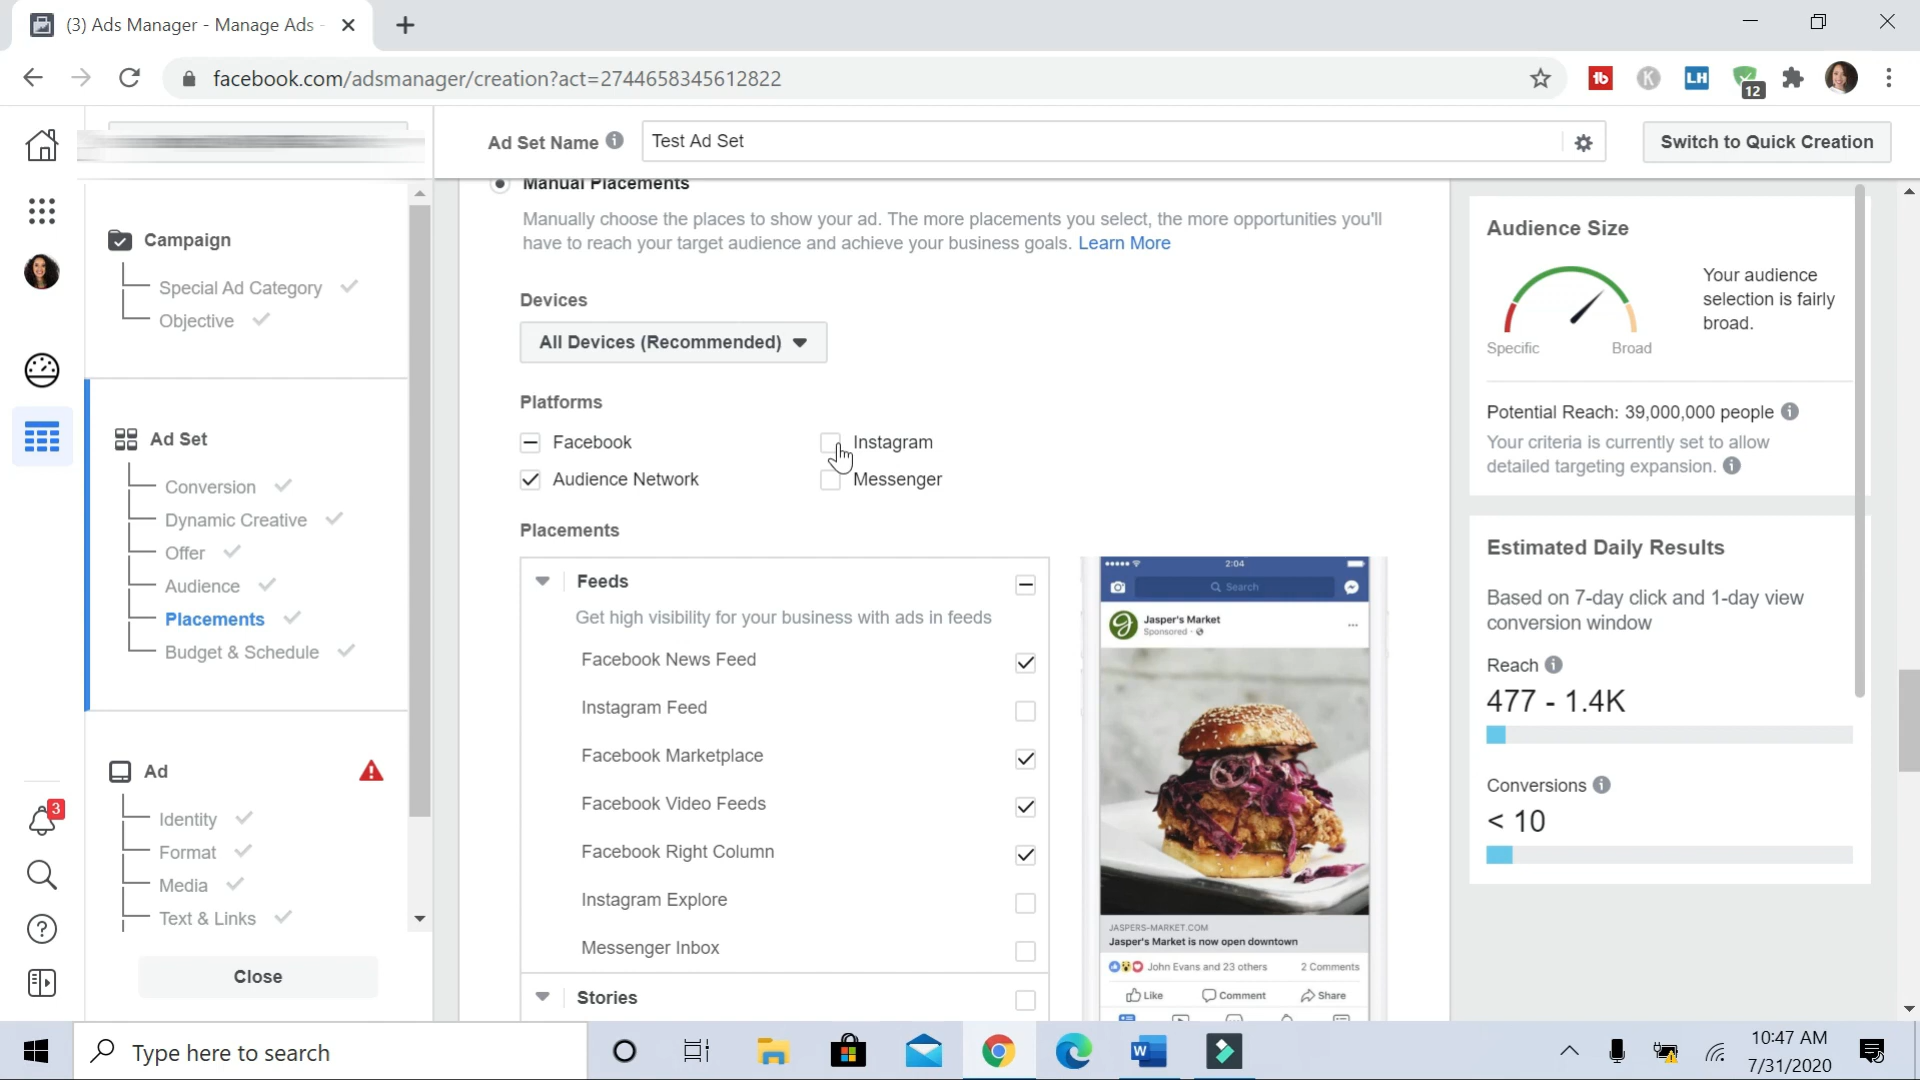 (3) Ads Manager - Manage Ads -
facebook.com/adsmanager/creation?act=2744658345612822
12
Ad Set Name
Test Ad Set
Switch to Quick Creation
Campaign
Special Ad Category
Objective
Ad Set
Conversion
Dynamic Creative
Offer
Audience
Placements
Budget & Schedule
Ad
Identity
Format
Media
Text & Links
Close
3
Manual Placements
Manually choose the places to show your ad. The more placements you select, the more opportunities you'll
have to reach your target audience and achieve your business goals. Learn More
Devices
All Devices (Recommended)
Platforms
Facebook
Instagram
Audience Network
Messenger
Placements
Feeds
Get high visibility for your business with ads in feeds
Facebook News Feed
Instagram Feed
Facebook Marketplace
Facebook Video Feeds
Facebook Right Column
Instagram Explore
Messenger Inbox
Stories
2:04
Search
Jasper's Market
Sponsored
JASPERS-MARKET.COM
Jasper's Market is now open downtown
John Evans and 23 others
2 Comments
Like
Comment
Share
Audience Size
Your audience
selection is fairly
broad.
Specific
Broad
Potential Reach: 39,000,000 people
Your criteria is currently set to allow
detailed targeting expansion.
Estimated Daily Results
Based on 7-day click and 1-day view
conversion window
Reach
477 - 1.4K
Conversions
< 10
Type here to search
10:47 AM
7/31/2020
tb
K
LH
W